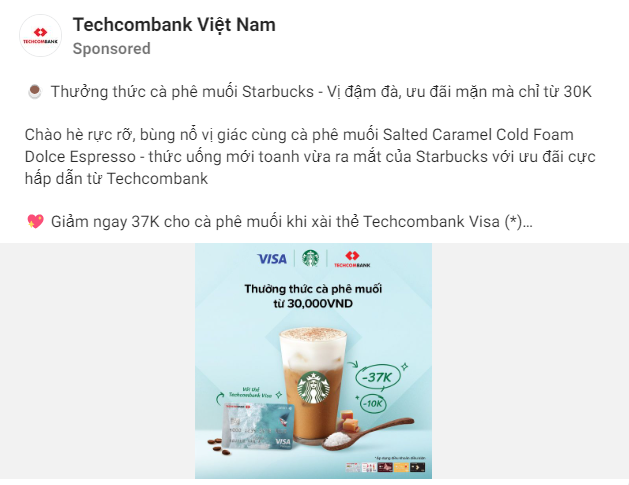 Techcombank Việt Nam
Sponsored
Thưởng thức cà phê muối Starbucks - Vị đậm đà, ưu đãi mặn mà chỉ từ 30K
Chào hè rực rỡ, bùng nổ vị giác cùng cà phê muối Salted Caramel Cold Foam
Dolce Espresso - thức uống mới toanh vừa ra mắt của Starbucks với ưu đãi cực
hấp dẫn từ Techcombank
Giảm ngay 37K cho cà phê muối khi xài thẻ Techcombank Visa (*)...
VISA
TECHCOMBANK
Thưởng thức cà phê muối
từ 30,000VND
-37K
-10K
Với thẻ
Techcombank Visa
VISA